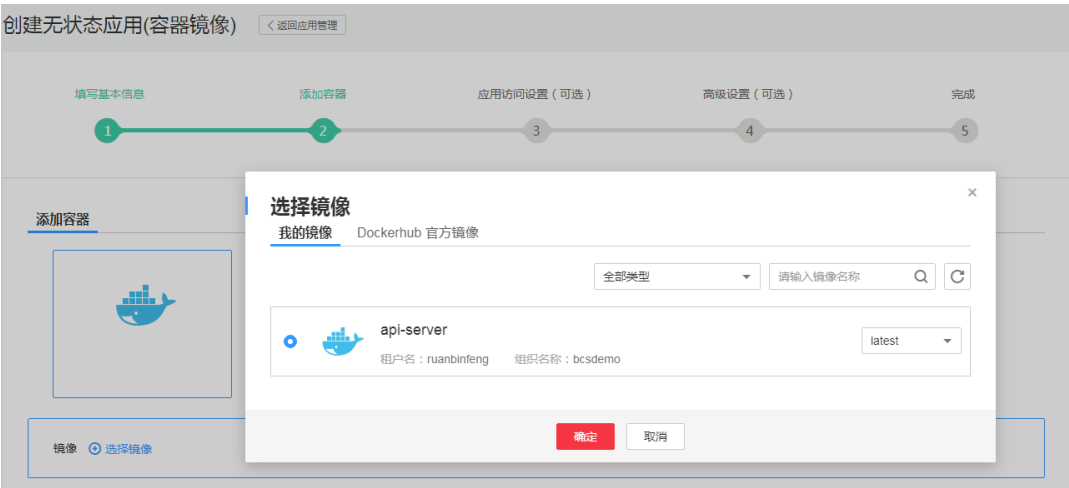 创建无状态应用(容器镜像) < 返回应用管理
填写基本信息 添加容器 应用访问设置（可选） 高级设置（可选） 完成
1 2 3 4 5
添加容器
选择镜像 ×
我的镜像 Dockerhub 官方镜像
全部类型 请输入镜像名称
api-server
租户名：ruanbinfeng 组织名称：bcsdemo
latest
确定 取消
镜像 选择镜像